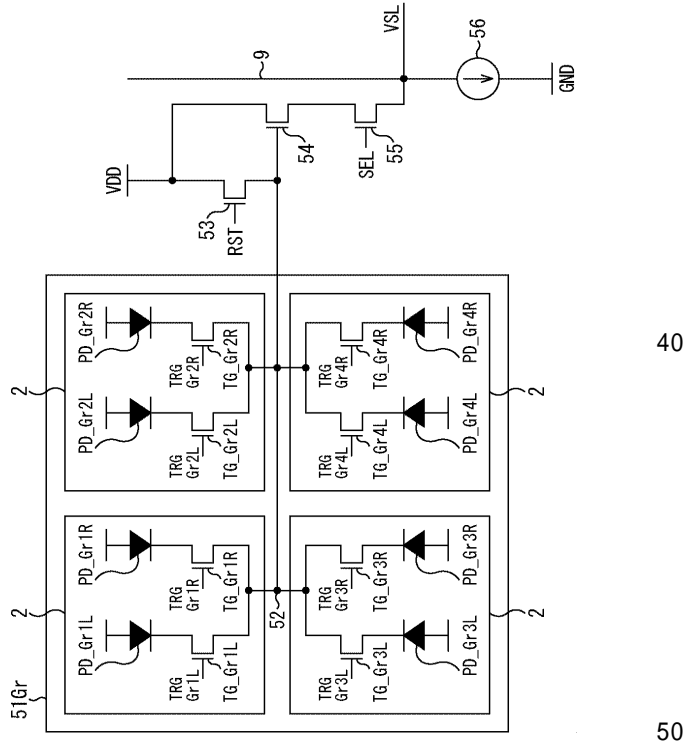 VSL
9
56
GND
54
55
SEL
VDD
53
RST
51Gr
2
PD_Gr2L
PD_Gr2R
TRG
Gr2L
TG_Gr2L
TRG
Gr2R
TG_Gr2R
2
PD_Gr4L
PD_Gr4R
TRG
Gr4L
TG_Gr4L
TRG
Gr4R
TG_Gr4R
2
PD_Gr1L
PD_Gr1R
TRG
Gr1L
TG_Gr1L
TRG
Gr1R
TG_Gr1R
52
2
PD_Gr3L
PD_Gr3R
TRG
Gr3L
TG_Gr3L
TRG
Gr3R
TG_Gr3R
40
50